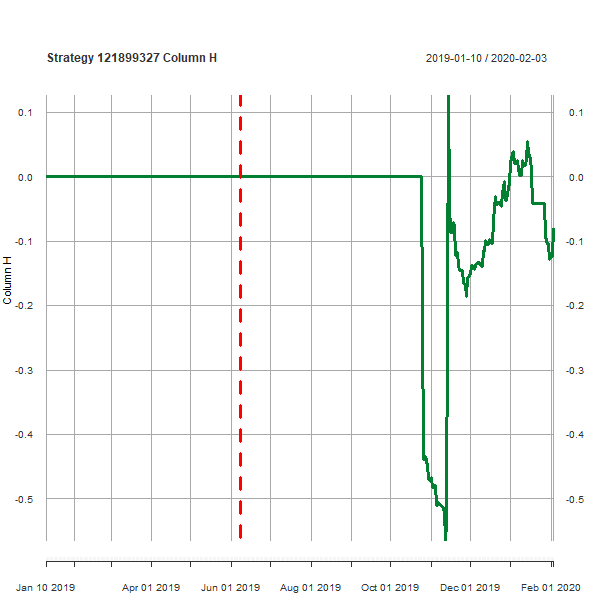 Strategy 121899327 Column H
2019-01-10 / 2020-02-03
0.1
0.1
0.0
0.0
-0.1
-0.1
-0.2
-0.2
-0.3
-0.3
-0.4
-0.4
-0.5
-0.5
Column H
Jan 10 2019
Apr 01 2019
Jun 01 2019
Aug 01 2019
Oct 01 2019
Dec 01 2019
Feb 01 2020